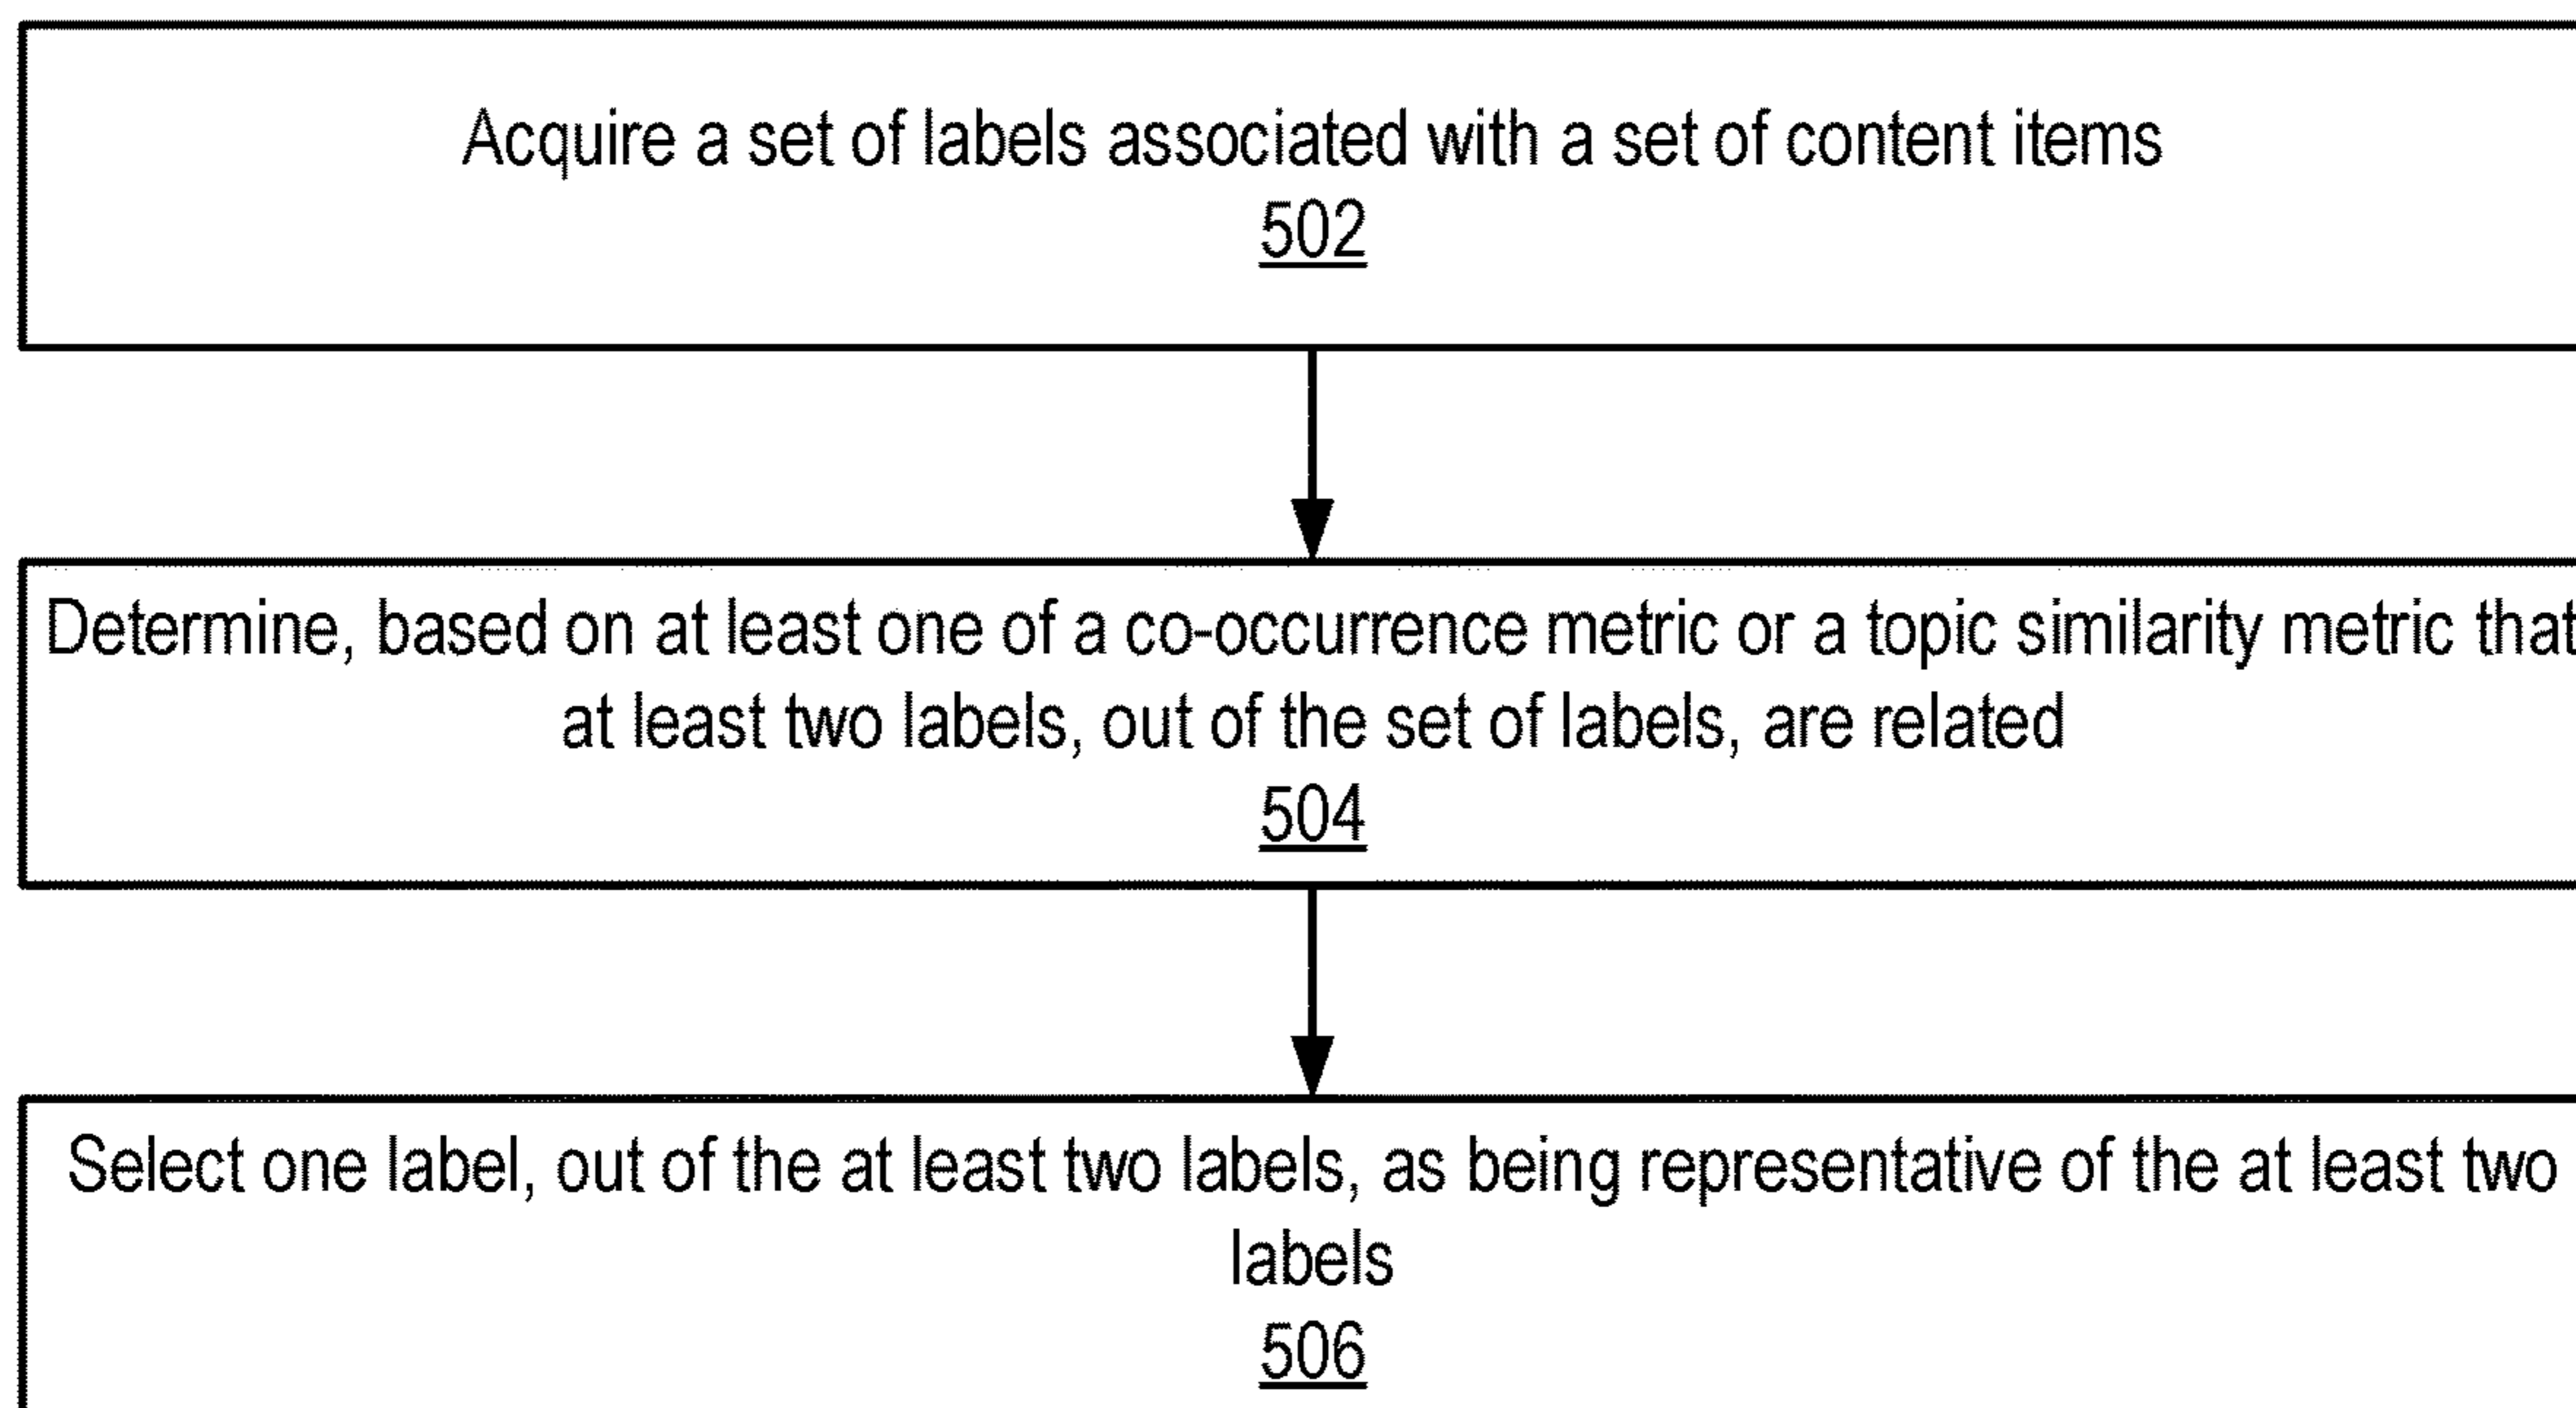 Acquire a set of labels associated with a set of content items
502
Determine, based on at least one of a co-occurrence metric or a topic similarity metric that
at least two labels, out of the set of labels, are related
504
Select one label, out of the at least two labels, as being representative of the at least two
labels
506